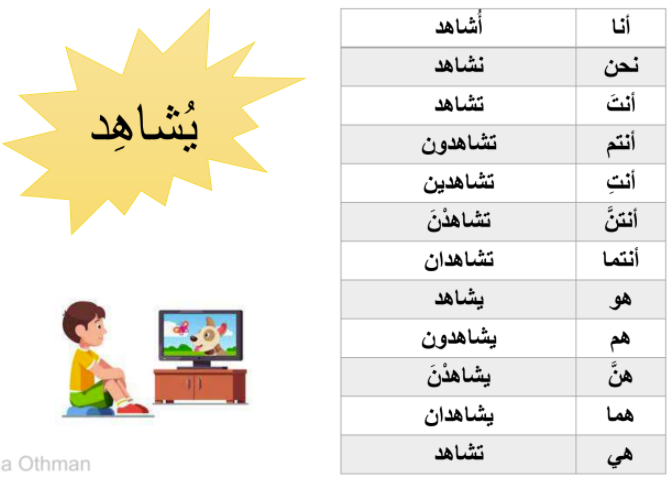 يُشاهِد
أنا أُشاهد
نحن نشاهد
أنتَ تشاهد
أنتم تشاهدون
أنتِ تشاهدين
أنتنَّ تشاهدْنَ
أنتما تشاهدان
هو يشاهد
هم يشاهدون
هنَّ يشاهدْنَ
هما يشاهدان
هي تشاهد
a Othman